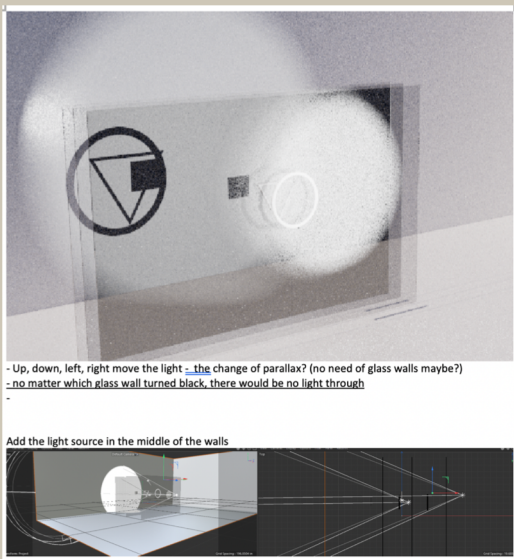 - Up, down, left, right move the light -  the change of parallax? (no need of glass walls maybe?)
- no matter which glass wall turned black, there would be no light through
-
Add the light source in the middle of the walls